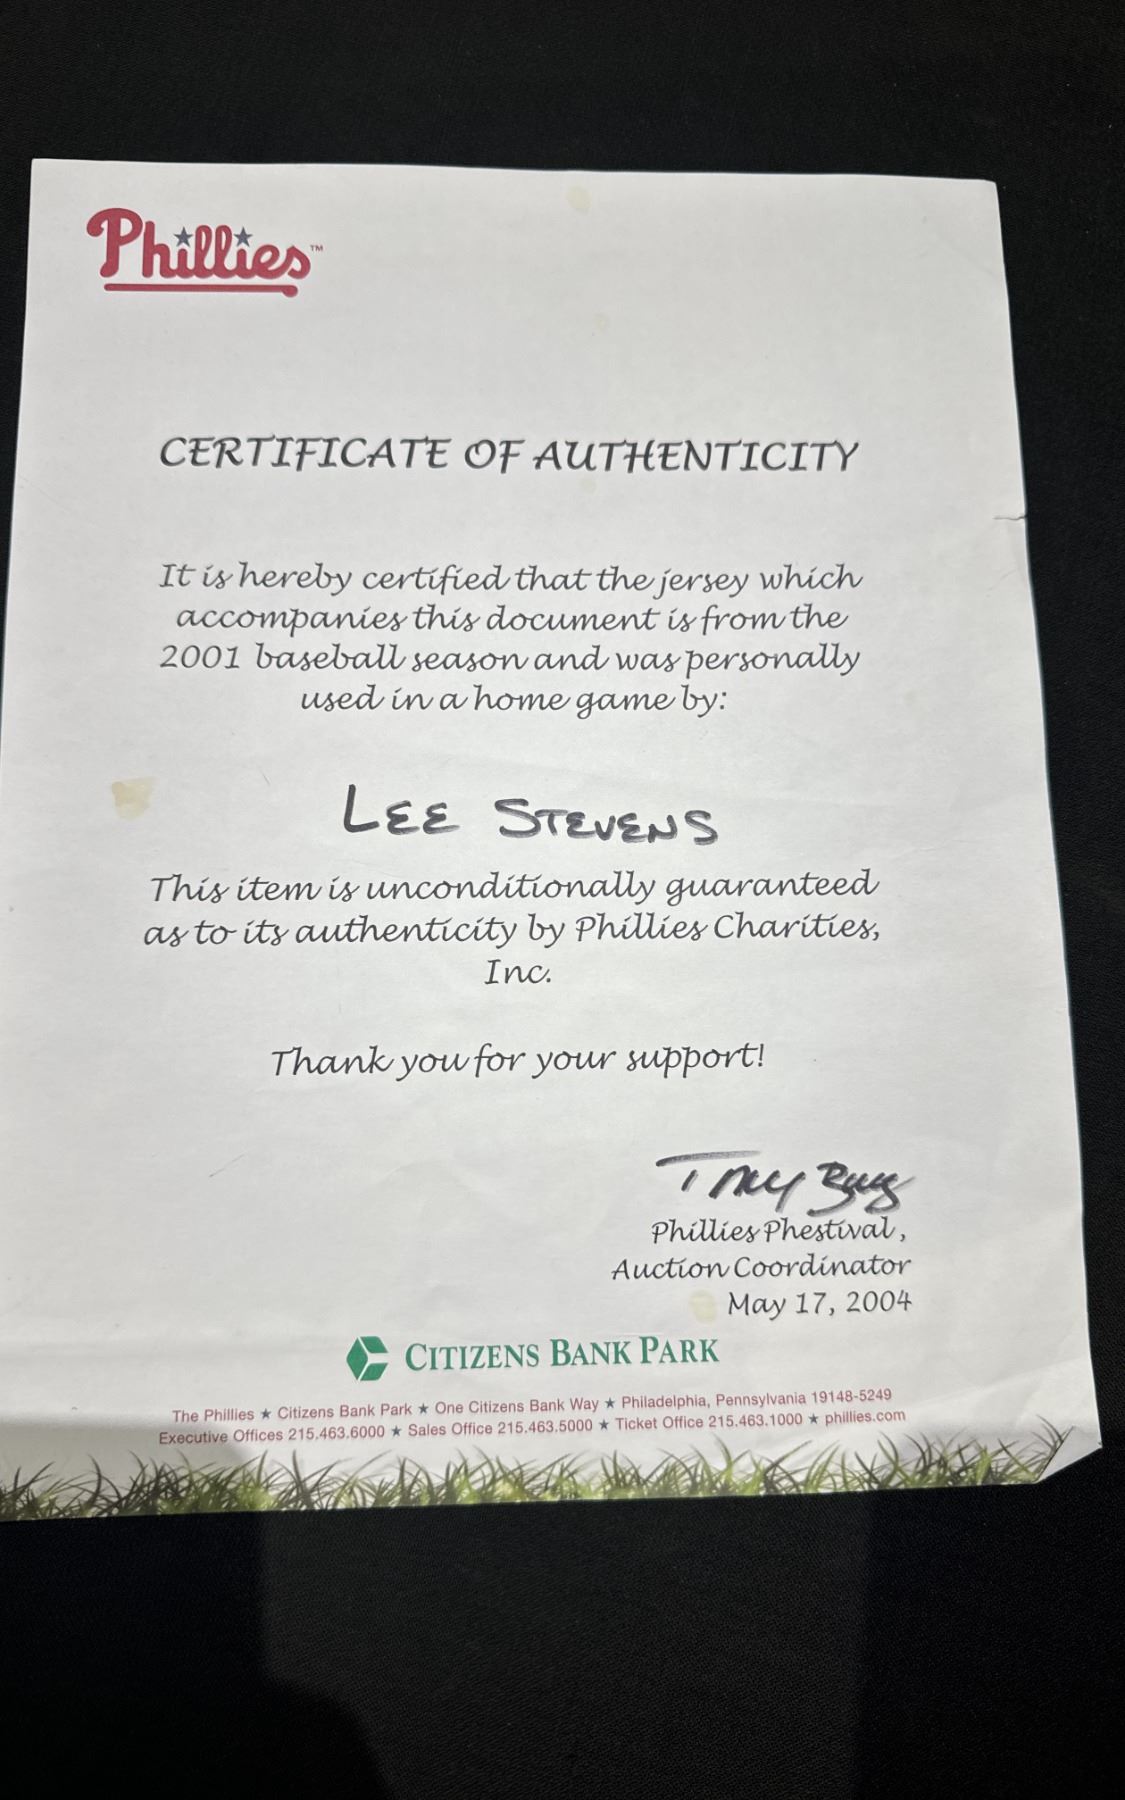 Phillies™
CERTIFICATE OF AUTHENTICITY
It is hereby certified that the jersey which
accompanies this document is from the
2001 baseball season and was personally
used in a home game by:
LEE STEVENS
This item is unconditionally guaranteed
as to its authenticity by Phillies Charities,
Inc.
Thank you for your support!
Phillies Phestival,
Auction Coordinator
May 17, 2004
CITIZENS BANK PARK
The Phillies ★ Citizens Bank Park ★ One Citizens Bank Way ★ Philadelphia, Pennsylvania 19148-5249
Executive Offices 215.463.6000 ★ Sales Office 215.463.5000 ★ Ticket Office 215.463.1000 ★ phillies.com